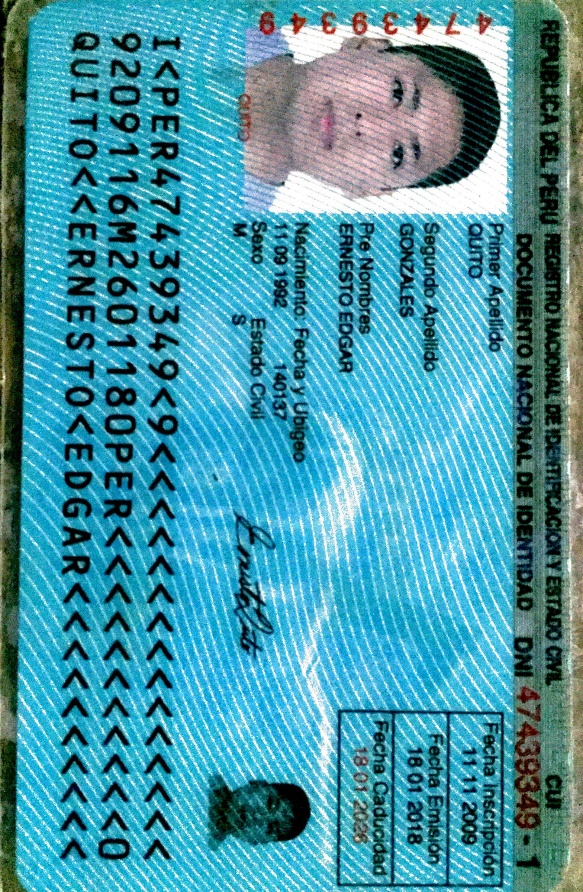 REPUBLICA DEL PERU REGISTRO NACIONAL DE IDENTIFICACION Y ESTADO CIVIL CUI
DOCUMENTO NACIONAL DE IDENTIDAD DNI 47439349 - 1
47439349
QUITO
Primer Apellido
QUITO
Segundo Apellido
GONZALES
Pre Nombres
ERNESTO EDGAR
Nacimiento: Fecha y Ubigeo
11 09 1992 140137
Sexo Estado Civil
M S
Fecha Inscripción
11 11 2009
Fecha Emisión
18 01 2018
Fecha Caducidad
18 01 2026
I<PER47439349<9<<<<<<<<<<<<<<<
9209116M2601180PER<<<<<<<<<<<0
QUITO<<ERNESTO<EDGAR<<<<<<<<<<